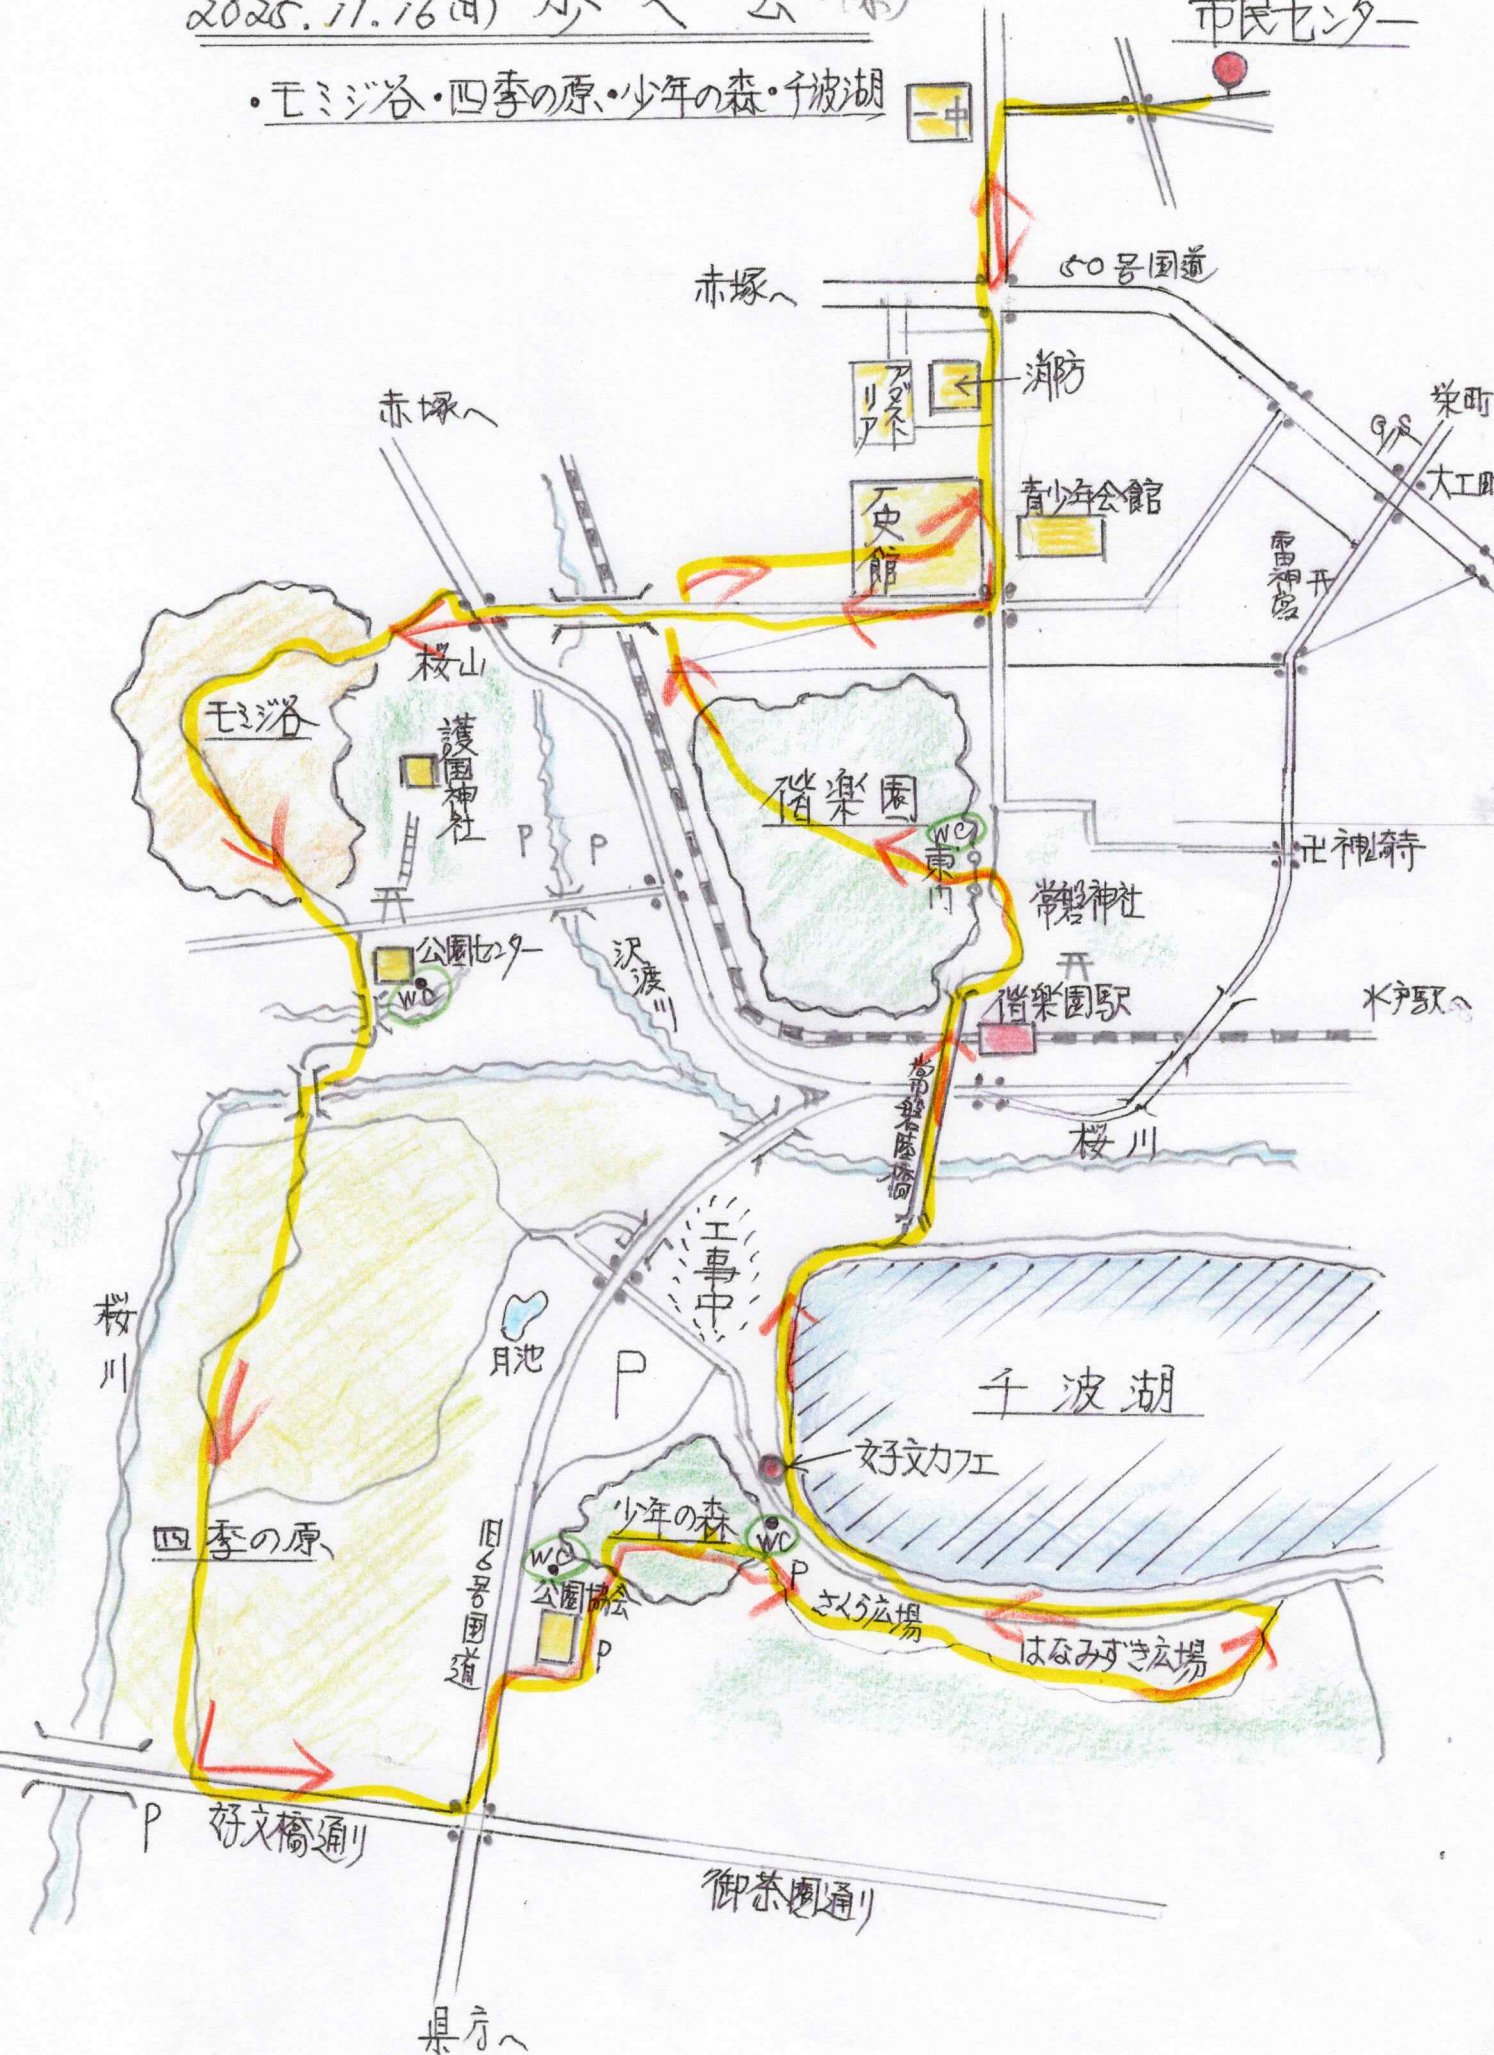 2025.11.16(日) 歩く会
市民センター
・モミジ谷・四季の原・少年の森・千波湖
一中
50号国道
赤塚へ
消防
アダストリア
赤塚へ
栄町
GS
大工町
歴史館
青少年会館
雷神宮
桜山
モミジ谷
護国神社
偕楽園
WC
東門
P
P
卍神崎寺
常磐神社
公園センター
WC
沢渡川
偕楽園駅
水戸駅へ
常磐陸橋
桜川
工事中
桜川
月池
P
千波湖
好文カフェ
四季の原
少年の森
旧6号国道
WC
WC
公園協会
P
P
さくら広場
はなみずき広場
P
好文橋通り
御茶園通り
県庁へ